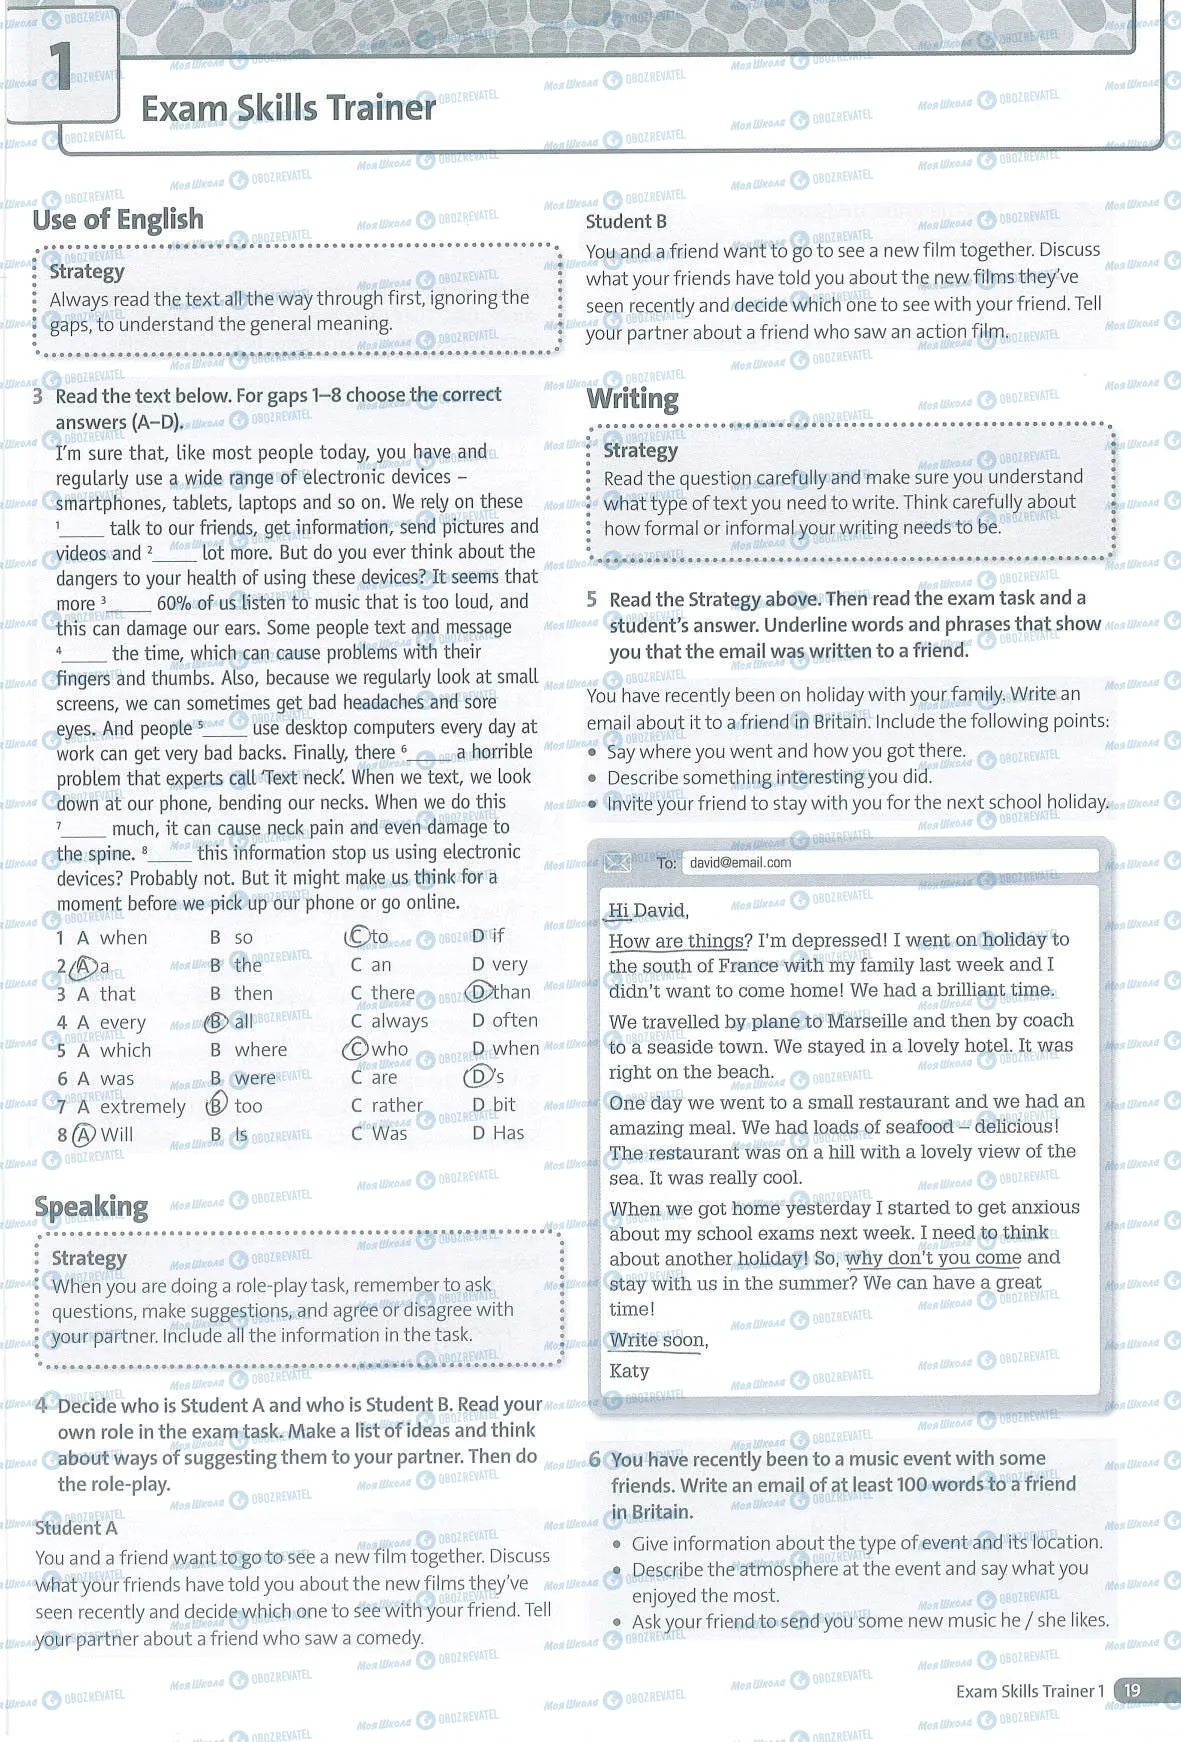 1
Exam Skills Trainer
Use of English
Strategy
Always read the text all the way through first, ignoring the
gaps, to understand the general meaning.
3 Read the text below. For gaps 1–8 choose the correct
answers (A–D).
I'm sure that, like most people today, you have and
regularly use a wide range of electronic devices –
smartphones, tablets, laptops and so on. We rely on these
1_____ talk to our friends, get information, send pictures and
videos and 2_____ lot more. But do you ever think about the
dangers to your health of using these devices? It seems that
more 3_____ 60% of us listen to music that is too loud, and
this can damage our ears. Some people text and message
4_____ the time, which can cause problems with their
fingers and thumbs. Also, because we regularly look at small
screens, we can sometimes get bad headaches and sore
eyes. And people 5_____ use desktop computers every day at
work can get very bad backs. Finally, there 6_____ a horrible
problem that experts call 'Text neck'. When we text, we look
down at our phone, bending our necks. When we do this
7_____ much, it can cause neck pain and even damage to
the spine. 8_____ this information stop us using electronic
devices? Probably not. But it might make us think for a
moment before we pick up our phone or go online.
1 A when B so C to D if
2 A a B the C an D very
3 A that B then C there D than
4 A every B all C always D often
5 A which B where C who D when
6 A was B were C are D 's
7 A extremely B too C rather D bit
8 A Will B Is C Was D Has
Speaking
Strategy
When you are doing a role-play task, remember to ask
questions, make suggestions, and agree or disagree with
your partner. Include all the information in the task.
4 Decide who is Student A and who is Student B. Read your
own role in the exam task. Make a list of ideas and think
about ways of suggesting them to your partner. Then do
the role-play.
Student A
You and a friend want to go to see a new film together. Discuss
what your friends have told you about the new films they've
seen recently and decide which one to see with your friend. Tell
your partner about a friend who saw a comedy.
Student B
You and a friend want to go to see a new film together. Discuss
what your friends have told you about the new films they've
seen recently and decide which one to see with your friend. Tell
your partner about a friend who saw an action film.
Writing
Strategy
Read the question carefully and make sure you understand
what type of text you need to write. Think carefully about
how formal or informal your writing needs to be.
5 Read the Strategy above. Then read the exam task and a
student's answer. Underline words and phrases that show
you that the email was written to a friend.
You have recently been on holiday with your family. Write an
email about it to a friend in Britain. Include the following points:
• Say where you went and how you got there.
• Describe something interesting you did.
• Invite your friend to stay with you for the next school holiday.
To: david@email.com
Hi David,
How are things? I'm depressed! I went on holiday to
the south of France with my family last week and I
didn't want to come home! We had a brilliant time.
We travelled by plane to Marseille and then by coach
to a seaside town. We stayed in a lovely hotel. It was
right on the beach.
One day we went to a small restaurant and we had an
amazing meal. We had loads of seafood – delicious!
The restaurant was on a hill with a lovely view of the
sea. It was really cool.
When we got home yesterday I started to get anxious
about my school exams next week. I need to think
about another holiday! So, why don't you come and
stay with us in the summer? We can have a great
time!
Write soon,
Katy
6 You have recently been to a music event with some
friends. Write an email of at least 100 words to a friend
in Britain.
• Give information about the type of event and its location.
• Describe the atmosphere at the event and say what you
enjoyed the most.
• Ask your friend to send you some new music he / she likes.
Exam Skills Trainer 1 19
Моя Школа OBOZREVATEL